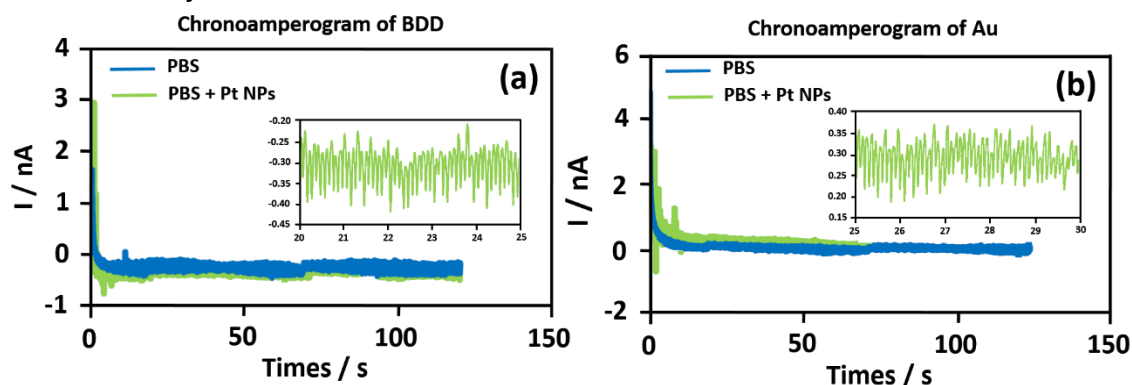 Chronoamperogram of BDD
4
3
2
1
0
-1
I / nA
PBS
PBS + Pt NPs
(a)
-0.20
-0.25
-0.30
-0.35
-0.40
-0.45
20 21 22 23 24 25
0 50 100 150
Times / s
Chronoamperogram of Au
6
4
2
0
-2
I / nA
PBS
PBS + Pt NPs
(b)
0.40
0.35
0.30
0.25
0.20
0.15
25 26 27 28 29 30
0 50 100 150
Times / s